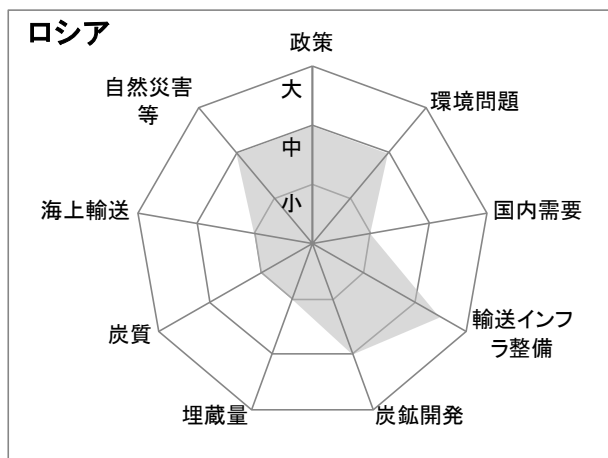 ロシア
政策
大
中
小
環境問題
国内需要
輸送インフ
ラ整備
炭鉱開発
埋蔵量
炭質
海上輸送
自然災害
等